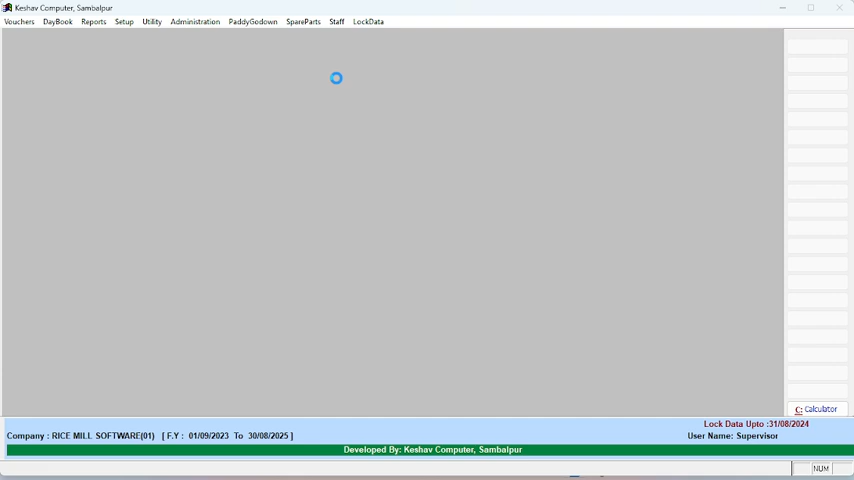 Keshav Computer, Sambalpur
Vouchers DayBook Reports Setup Utility Administration PaddyGodown SpareParts Staff LockData
C: Calculator
Lock Data Upto :31/08/2024
Company : RICE MILL SOFTWARE(01) [ F.Y : 01/09/2023 To 30/08/2025 ] User Name: Supervisor
Developed By: Keshav Computer, Sambalpur
NUM